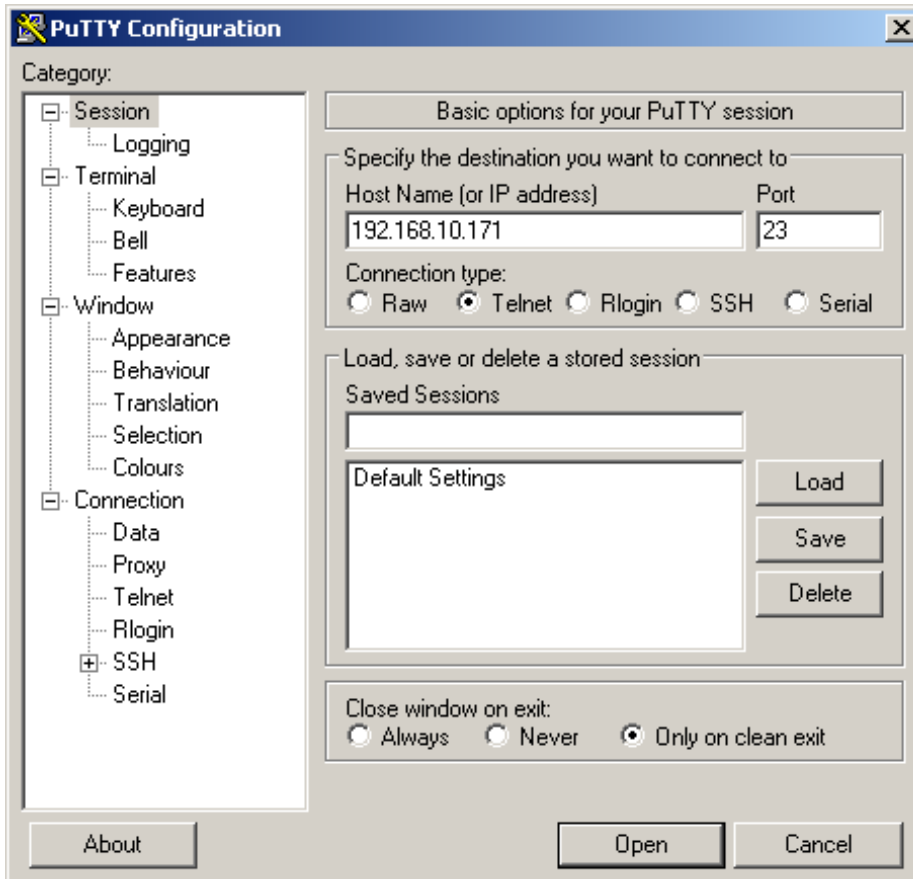 PuTTY Configuration
Category:
Session
Logging
Terminal
Keyboard
Bell
Features
Window
Appearance
Behaviour
Translation
Selection
Colours
Connection
Data
Proxy
Telnet
Rlogin
SSH
Serial
Basic options for your PuTTY session
Specify the destination you want to connect to
Host Name (or IP address) Port
192.168.10.171 23
Connection type:
Raw Telnet Rlogin SSH Serial
Load, save or delete a stored session
Saved Sessions
Default Settings
Load
Save
Delete
Close window on exit:
Always Never Only on clean exit
About Open Cancel